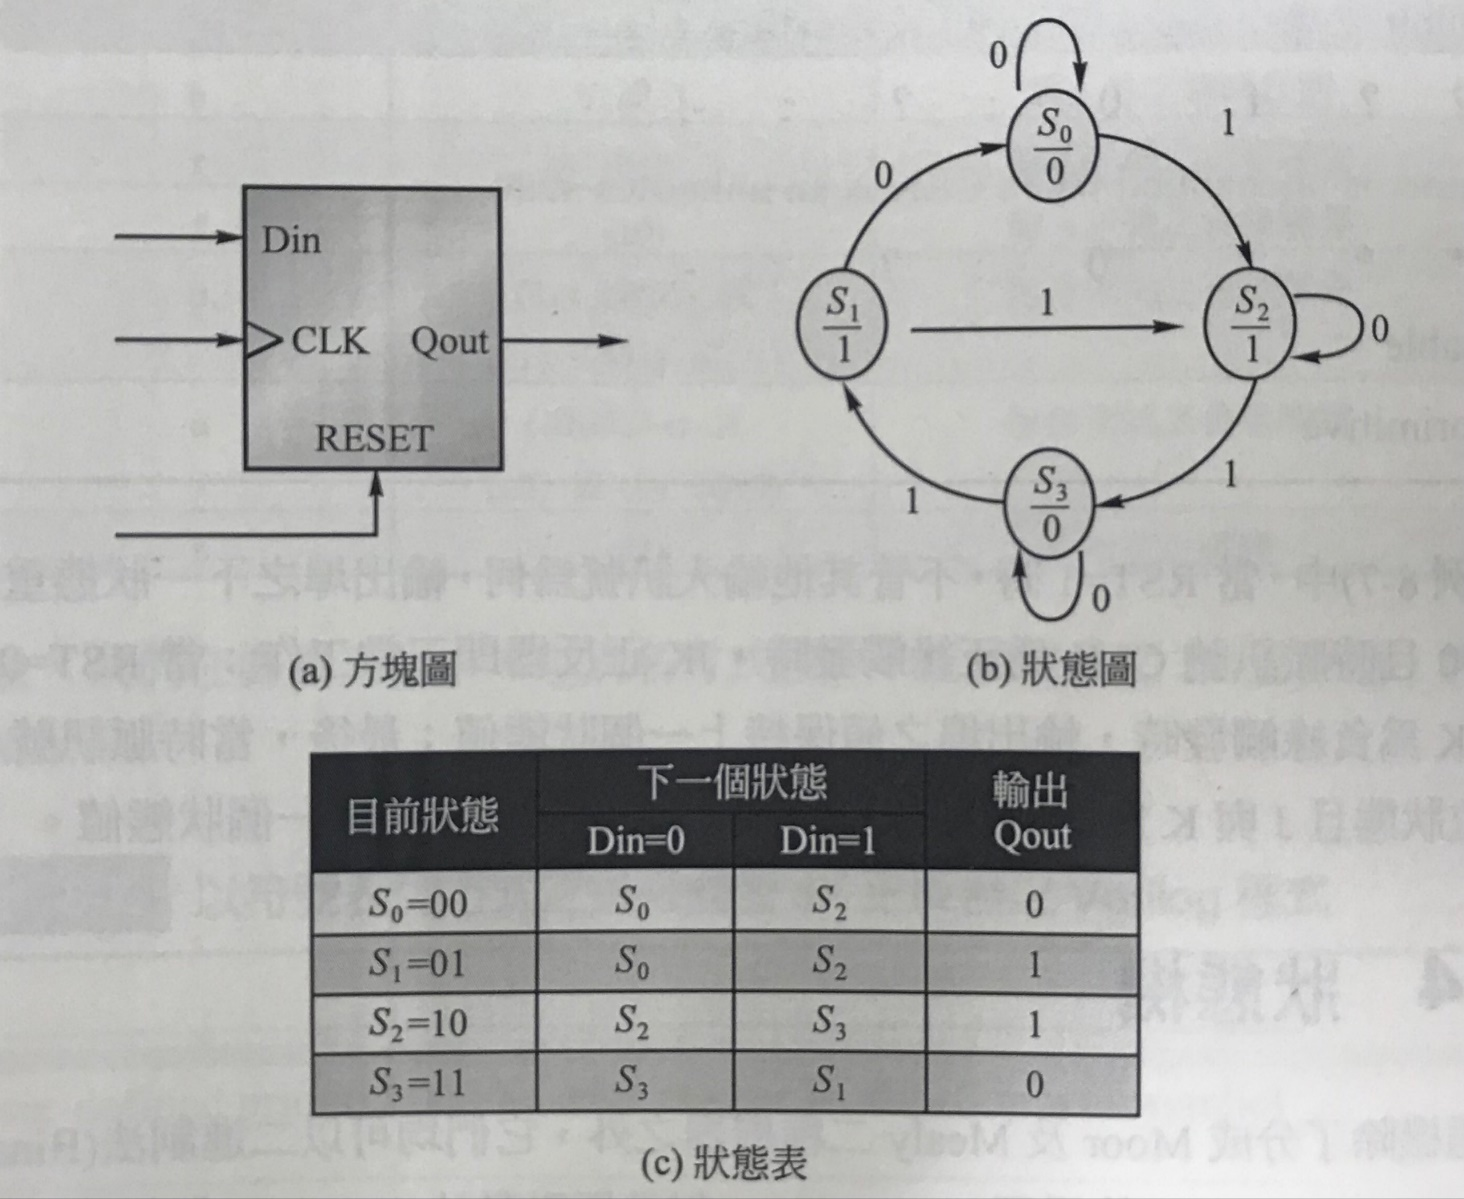 Din
CLK
Qout
RESET
(a) 方塊圖
0
S₀
0
1
0
S₁
1
1
S₂
1
0
1
1
S₃
0
0
(b) 狀態圖
目前狀態 下一個狀態 輸出 Qout
Din=0 Din=1
S₀=00 S₀ S₂ 0
S₁=01 S₀ S₂ 1
S₂=10 S₂ S₃ 1
S₃=11 S₃ S₁ 0
(c) 狀態表